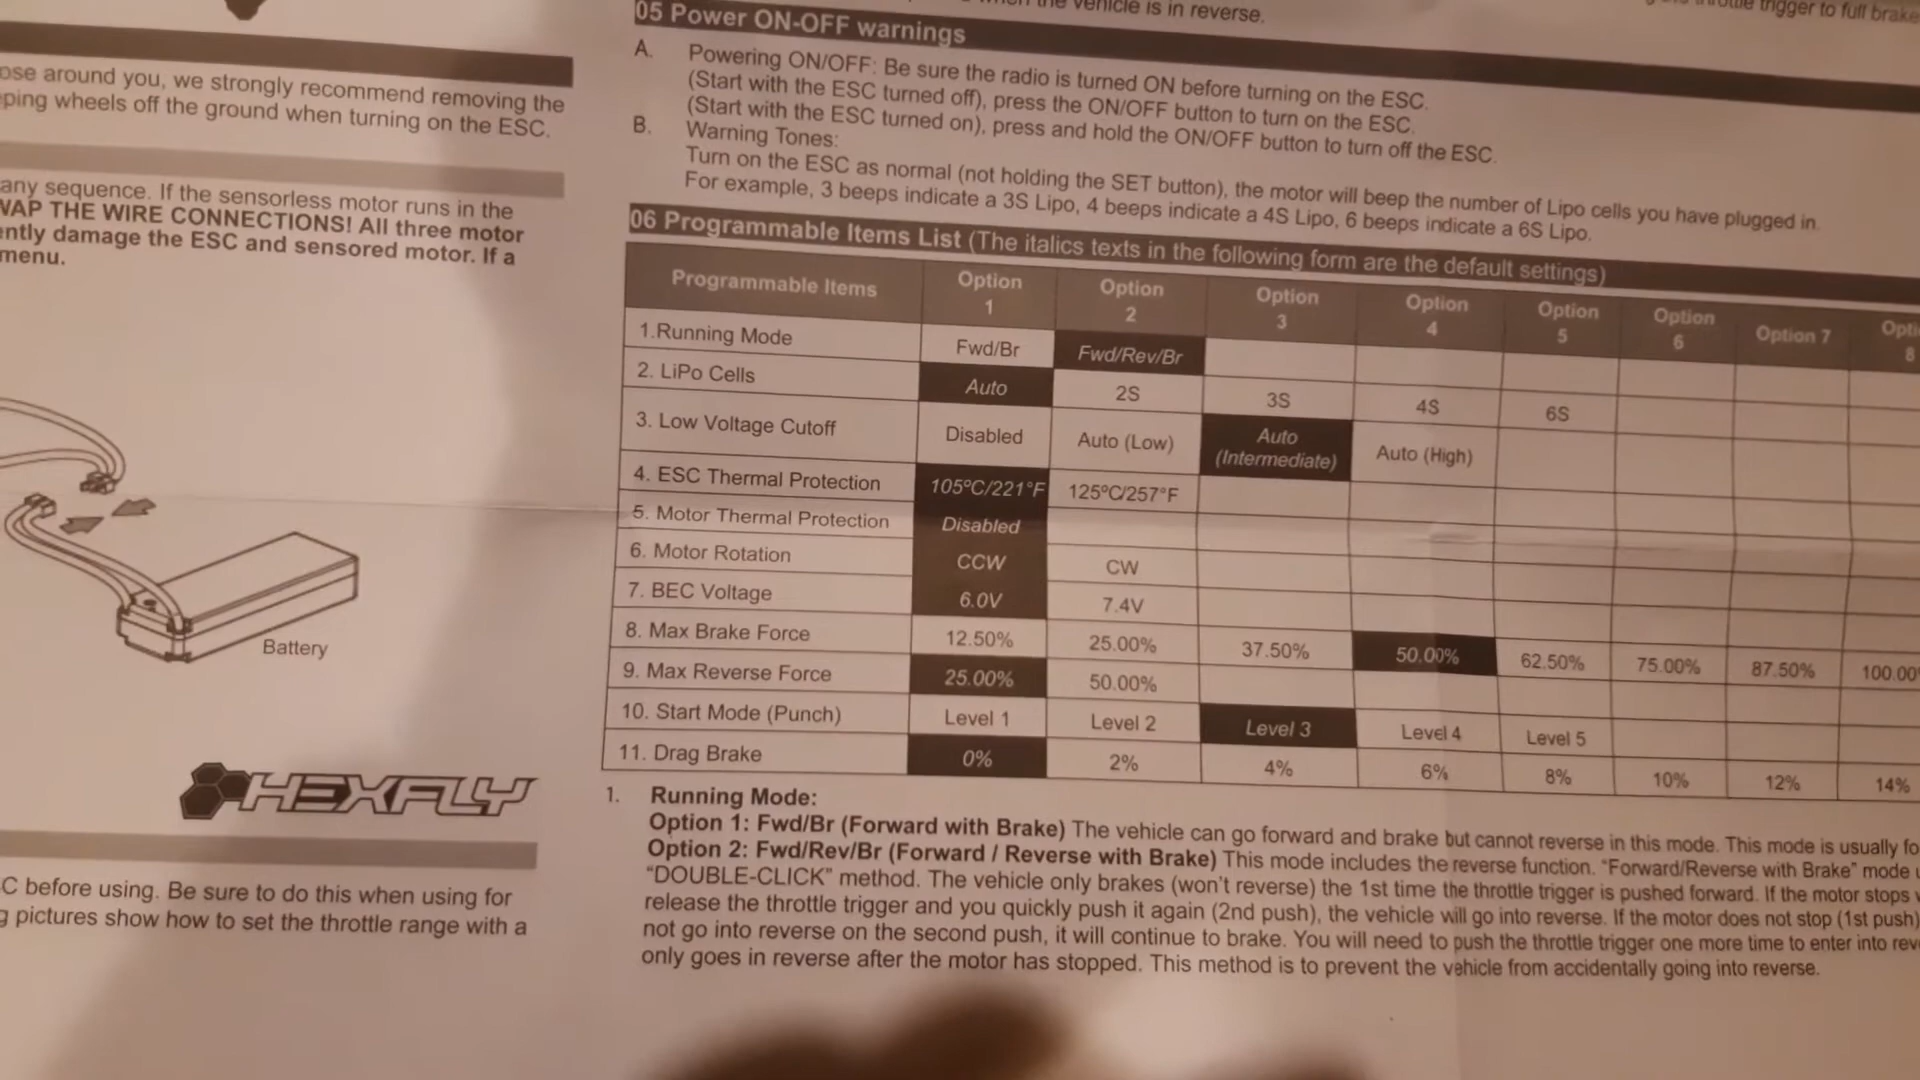 ose around you, we strongly recommend removing the
ping wheels off the ground when turning on the ESC.
any sequence. If the sensorless motor runs in the
WAP THE WIRE CONNECTIONS! All three motor
ently damage the ESC and sensored motor. If a
menu.
Battery
HEXFLY
C before using. Be sure to do this when using for
g pictures show how to set the throttle range with a
the vehicle is in reverse.
trigger to full brake
05 Power ON-OFF warnings
A. Powering ON/OFF: Be sure the radio is turned ON before turning on the ESC.
(Start with the ESC turned off), press the ON/OFF button to turn on the ESC.
(Start with the ESC turned on), press and hold the ON/OFF button to turn off the ESC.
B. Warning Tones:
Turn on the ESC as normal (not holding the SET button), the motor will beep the number of Lipo cells you have plugged in.
For example, 3 beeps indicate a 3S Lipo, 4 beeps indicate a 4S Lipo, 6 beeps indicate a 6S Lipo.
06 Programmable Items List (The italics texts in the following form are the default settings)
Programmable Items Option 1 Option 2 Option 3 Option 4 Option 5 Option 6 Option 7 Opti 8
1.Running Mode Fwd/Br Fwd/Rev/Br
2. LiPo Cells Auto 2S 3S 4S 6S
3. Low Voltage Cutoff Disabled Auto (Low) Auto (Intermediate) Auto (High)
4. ESC Thermal Protection 105ºC/221°F 125ºC/257°F
5. Motor Thermal Protection Disabled
6. Motor Rotation CCW CW
7. BEC Voltage 6.0V 7.4V
8. Max Brake Force 12.50% 25.00% 37.50% 50.00% 62.50% 75.00% 87.50% 100.00
9. Max Reverse Force 25.00% 50.00%
10. Start Mode (Punch) Level 1 Level 2 Level 3 Level 4 Level 5
11. Drag Brake 0% 2% 4% 6% 8% 10% 12% 14%
1. Running Mode:
Option 1: Fwd/Br (Forward with Brake) The vehicle can go forward and brake but cannot reverse in this mode. This mode is usually fo
Option 2: Fwd/Rev/Br (Forward / Reverse with Brake) This mode includes the reverse function. “Forward/Reverse with Brake” mode u
“DOUBLE-CLICK” method. The vehicle only brakes (won't reverse) the 1st time the throttle trigger is pushed forward. If the motor stops
release the throttle trigger and you quickly push it again (2nd push), the vehicle will go into reverse. If the motor does not stop (1st push)
not go into reverse on the second push, it will continue to brake. You will need to push the throttle trigger one more time to enter into rev
only goes in reverse after the motor has stopped. This method is to prevent the vehicle from accidentally going into reverse.